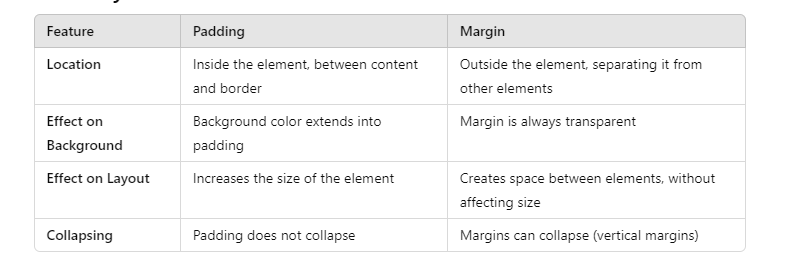 Feature Padding Margin
Location Inside the element, between content Outside the element, separating it from
and border other elements
Effect on Background color extends into Margin is always transparent
Background padding
Effect on Layout Increases the size of the element Creates space between elements, without
affecting size
Collapsing Padding does not collapse Margins can collapse (vertical margins)